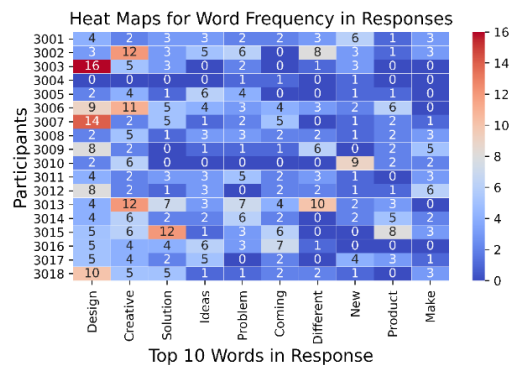 Heat Maps for Word Frequency in Responses
Participants
3001 4 2 3 3 2 2 3 6 1 3
3002 3 12 3 5 6 0 8 3 0 3
3003 16 5 3 0 2 0 1 3 0 0
3004 0 0 0 0 1 1 0 1 0 0
3005 2 4 1 6 4 0 0 1 0 1
3006 9 11 5 4 3 4 3 2 6 0
3007 14 2 5 1 2 5 0 1 2 1
3008 2 5 1 3 3 2 2 1 2 3
3009 8 2 0 1 1 1 6 0 2 5
3010 2 6 0 0 0 0 0 9 2 2
3011 4 2 3 3 5 2 3 1 0 3
3012 8 2 1 3 0 2 2 1 1 6
3013 4 12 7 3 7 4 10 2 3 0
3014 4 6 2 2 6 2 0 2 5 2
3015 5 6 12 1 3 6 0 0 8 3
3016 5 4 4 6 3 7 1 0 0 0
3017 5 4 2 5 0 2 0 4 3 1
3018 10 5 5 1 1 2 2 1 0 3
Design Creative Solution Ideas Problem Coming Different New Product Make
Top 10 Words in Response
16
14
12
10
8
6
4
2
0